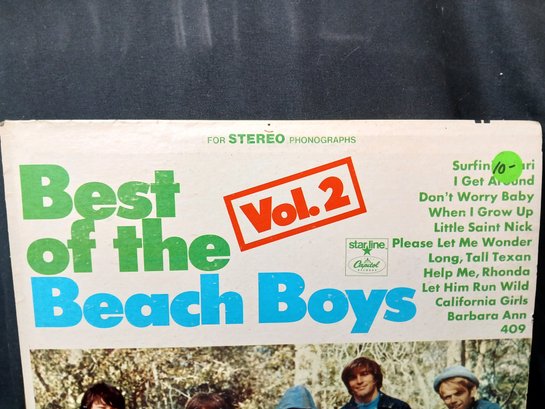 FOR STEREO PHONOGRAPHS
Best
of the
Beach Boys
Vol. 2
star line
Capitol
10-
I Get Around
Don't Worry Baby
When I Grow Up
Little Saint Nick
Please Let Me Wonder
Long, Tall Texan
Help Me, Rhonda
Let Him Run Wild
California Girls
Barbara Ann
409